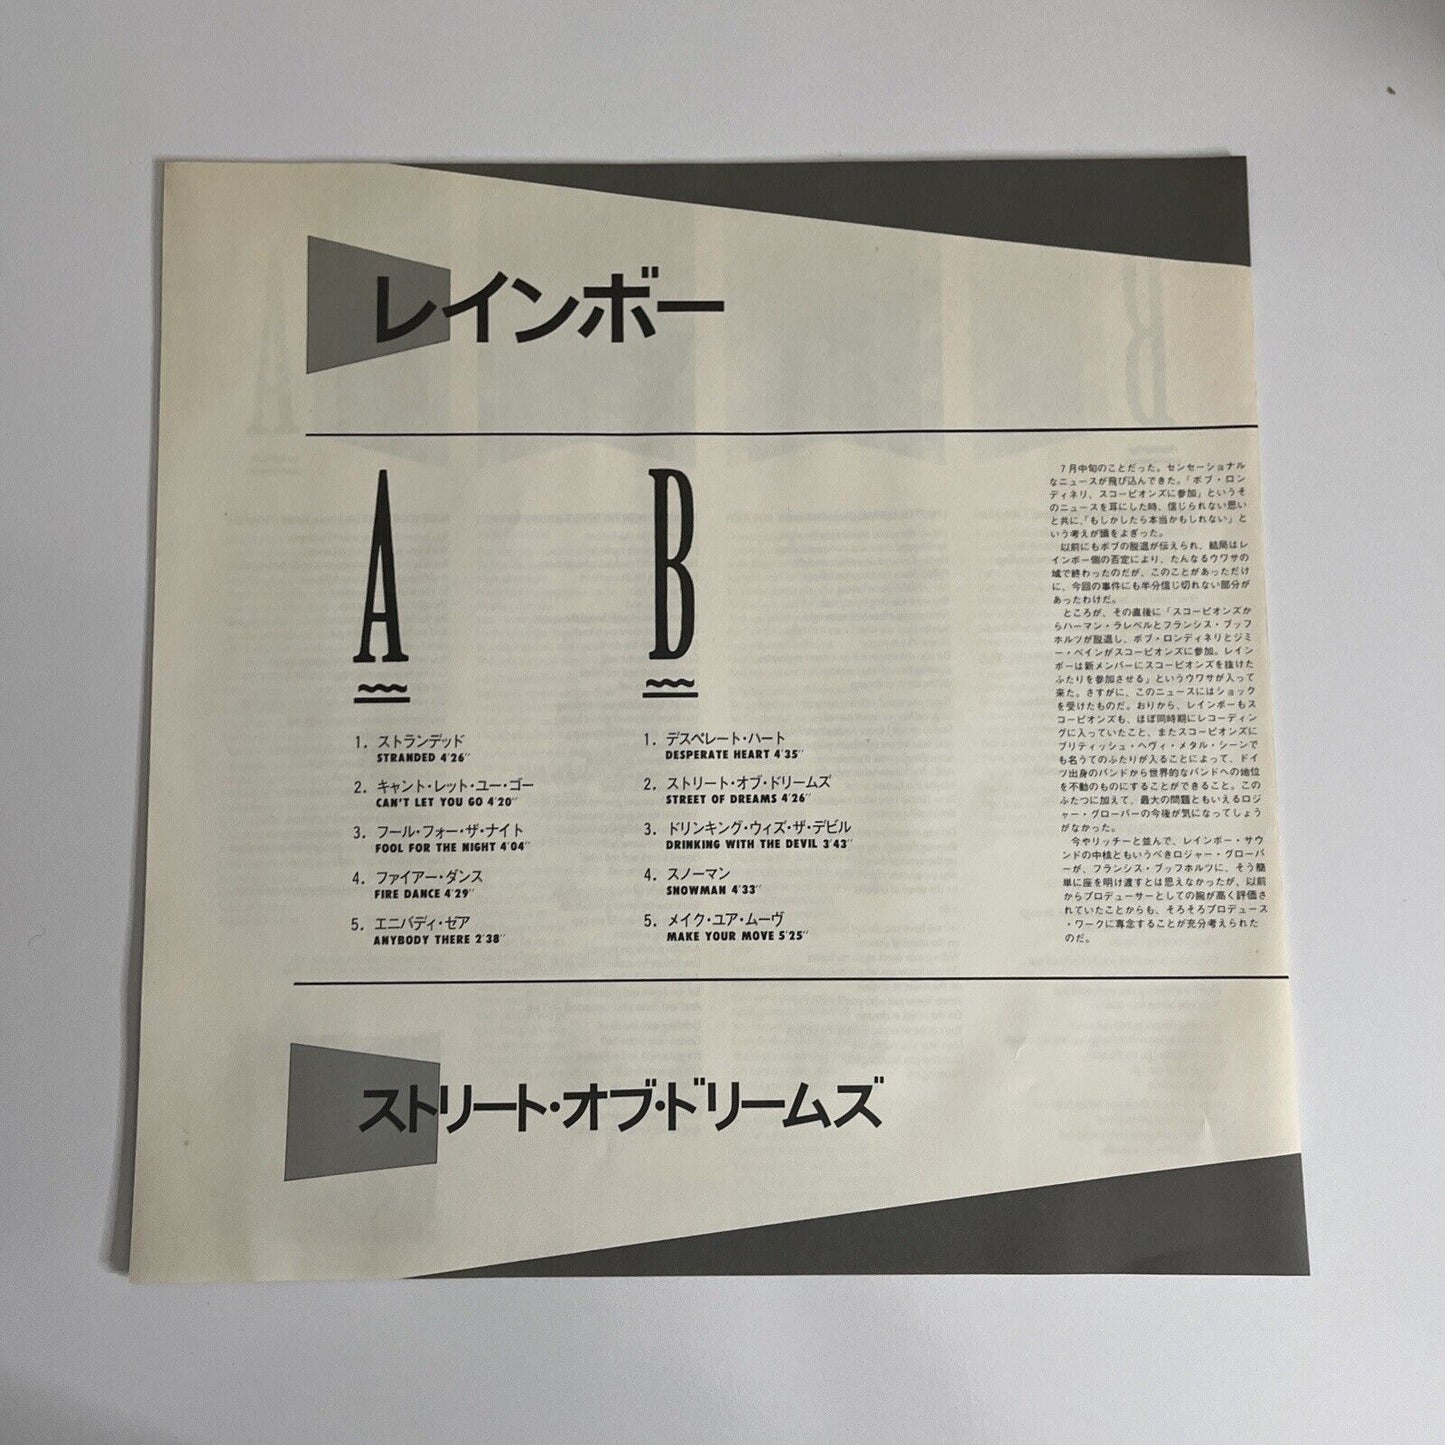 レインボー
A
1. ストランデッド
STRANDED 4'26"
2. キャント・レット・ユー・ゴー
CAN'T LET YOU GO 4'20"
3. フール・フォー・ザ・ナイト
FOOL FOR THE NIGHT 4'04"
4. ファイアー・ダンス
FIRE DANCE 4'29"
5. エニバディ・ゼア
ANYBODY THERE 2'38"
B
1. デスペレート・ハート
DESPERATE HEART 4'35"
2. ストリート・オブ・ドリームズ
STREET OF DREAMS 4'26"
3. ドリンキング・ウィズ・ザ・デビル
DRINKING WITH THE DEVIL 3'43"
4. スノーマン
SNOWMAN 4'33"
5. メイク・ユア・ムーヴ
MAKE YOUR MOVE 5'25"
7月中旬のことだった。センセーショナル
なニュースが飛び込んできた。「ボブ・ロン
ディネリ、スコーピオンズに参加」というそ
のニュースを耳にした時、信じられない思い
と共に、「もしかしたら本当かもしれない」と
いう考えが頭をよぎった。
以前にもボブの脱退が伝えられ、結局はレ
インボー側の否定により、たんなるウワサの
域で終わったのだが、このことがあっただけ
に、今回の事件にも半分信じ切れない部分が
あったわけだ。
ところが、その直後に「スコーピオンズか
らハーマン・ラレベルとフランシス・ブッフ
ホルツが脱退し、ボブ・ロンディネリとジミ
ー・ベインがスコーピオンズに参加。レイン
ボーは新メンバーにスコーピオンズを抜けた
ふたりを参加させる」というウワサが入って
来た。さすがに、このニュースにはショック
を受けたものだ。おりから、レインボーもス
コーピオンズも、ほぼ同時期にレコーディン
グに入っていたこと、またスコーピオンズに
ブリティッシュ・ヘヴィ・メタル・シーンで
も名うてのふたりが入ることによって、ドイ
ツ出身のバンドから世界的なバンドへの地位
を不動のものにすることができること。この
ふたつに加えて、最大の問題ともいえるロジ
ャー・グローバーの今後が気になってしょう
がなかった。
今やリッチーと並んで、レインボー・サウ
ンドの中核ともいうべきロジャー・グローバ
ーが、フランシス・ブッフホルツに、そう簡
単に座を明け渡すとは思えなかったが、以前
からプロデューサーとしての腕が高く評価さ
れていたことからも、そろそろプロデュース
・ワークに専念することが充分考えられた
のだ。
ストリート・オブ・ドリームズ